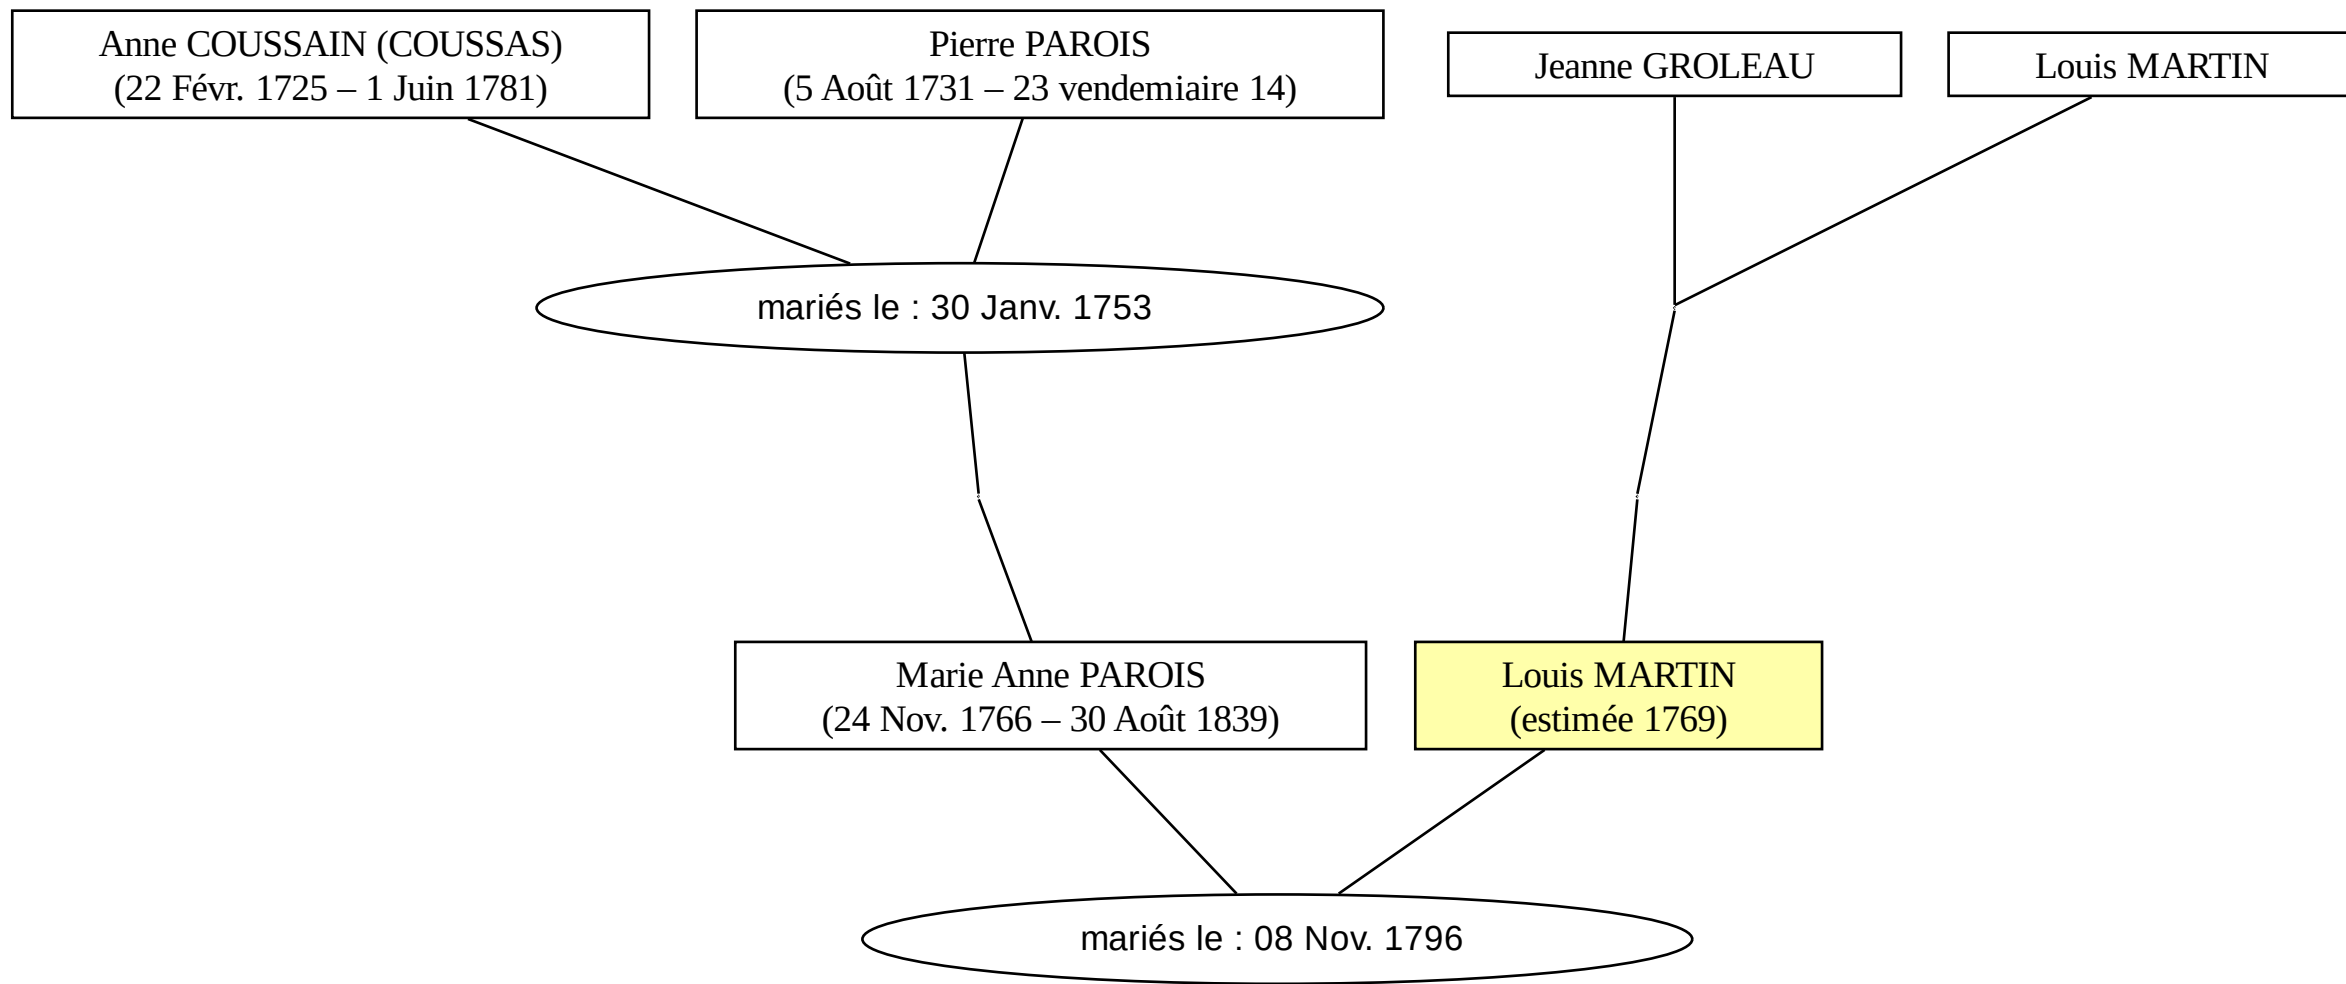 Anne COUSSAIN (COUSSAS)
(22 Févr. 1725 – 1 Juin 1781)
Pierre PAROIS
(5 Août 1731 – 23 vendemiaire 14)
Jeanne GROLEAU
Louis MARTIN
mariés le : 30 Janv. 1753
Marie Anne PAROIS
(24 Nov. 1766 – 30 Août 1839)
Louis MARTIN
(estimée 1769)
mariés le : 08 Nov. 1796